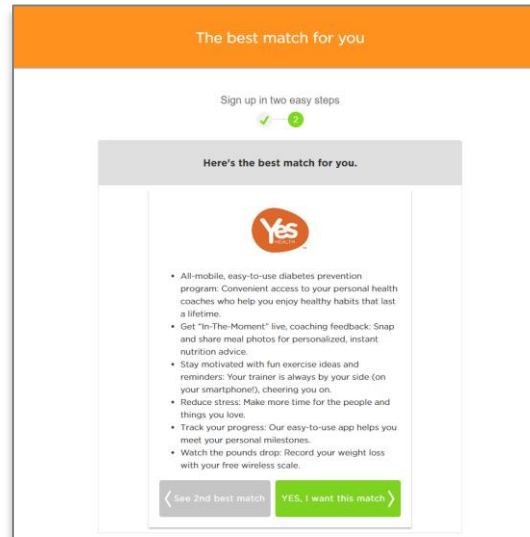 The best match for you
Sign up in two easy steps
✓ 2
Here's the best match for you.
Yes
HEALTH
• All-mobile, easy-to-use diabetes prevention
program: Convenient access to your personal health
coaches who help you enjoy healthy habits that last
a lifetime.
• Get "In-The-Moment" live, coaching feedback: Snap
and share meal photos for personalized, instant
nutrition advice.
• Stay motivated with fun exercise ideas and
reminders: Your trainer is always by your side (on
your smartphone!), cheering you on.
• Reduce stress: Make more time for the people and
things you love.
• Track your progress: Our easy-to-use app helps you
meet your personal milestones.
• Watch the pounds drop: Record your weight loss
with your free wireless scale.
See 2nd best match
YES, I want this match